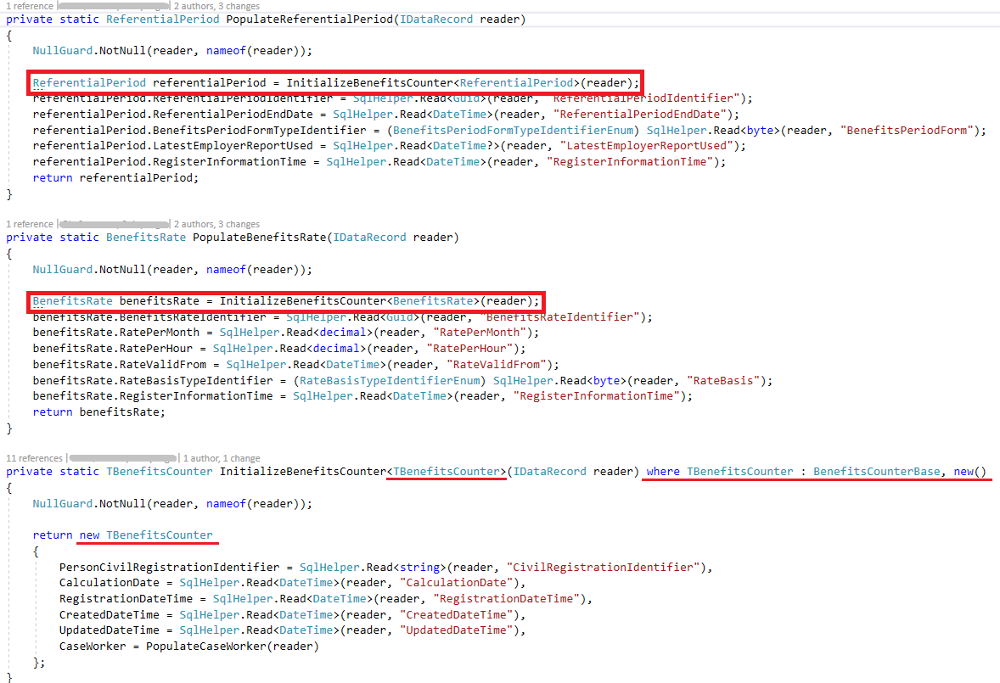 1 reference | | 2 authors, 3 changes
private static ReferentialPeriod PopulateReferentialPeriod(IDataRecord reader)
{
NullGuard.NotNull(reader, nameof(reader));
ReferentialPeriod referentialPeriod = InitializeBenefitsCounter<ReferentialPeriod>(reader);
referentialPeriod.ReferentialPeriodIdentifier = SqlHelper.Read<Guid>(reader, "ReferentialPeriodIdentifier");
referentialPeriod.ReferentialPeriodEndDate = SqlHelper.Read<DateTime>(reader, "ReferentialPeriodEndDate");
referentialPeriod.BenefitsPeriodFormTypeIdentifier = (BenefitsPeriodFormTypeIdentifierEnum) SqlHelper.Read<byte>(reader, "BenefitsPeriodForm");
referentialPeriod.LatestEmployerReportUsed = SqlHelper.Read<DateTime?>(reader, "LatestEmployerReportUsed");
referentialPeriod.RegisterInformationTime = SqlHelper.Read<DateTime>(reader, "RegisterInformationTime");
return referentialPeriod;
}
1 reference | | 2 authors, 3 changes
private static BenefitsRate PopulateBenefitsRate(IDataRecord reader)
{
NullGuard.NotNull(reader, nameof(reader));
BenefitsRate benefitsRate = InitializeBenefitsCounter<BenefitsRate>(reader);
benefitsRate.BenefitsRateIdentifier = SqlHelper.Read<Guid>(reader, "BenefitsRateIdentifier");
benefitsRate.RatePerMonth = SqlHelper.Read<decimal>(reader, "RatePerMonth");
benefitsRate.RatePerHour = SqlHelper.Read<decimal>(reader, "RatePerHour");
benefitsRate.RateValidFrom = SqlHelper.Read<DateTime>(reader, "RateValidFrom");
benefitsRate.RateBasisTypeIdentifier = (RateBasisTypeIdentifierEnum) SqlHelper.Read<byte>(reader, "RateBasis");
benefitsRate.RegisterInformationTime = SqlHelper.Read<DateTime>(reader, "RegisterInformationTime");
return benefitsRate;
}
11 references | | 1 author, 1 change
private static TBenefitsCounter InitializeBenefitsCounter<TBenefitsCounter>(IDataRecord reader) where TBenefitsCounter : BenefitsCounterBase, new()
{
NullGuard.NotNull(reader, nameof(reader));
return new TBenefitsCounter
{
PersonCivilRegistrationIdentifier = SqlHelper.Read<string>(reader, "CivilRegistrationIdentifier"),
CalculationDate = SqlHelper.Read<DateTime>(reader, "CalculationDate"),
RegistrationDateTime = SqlHelper.Read<DateTime>(reader, "RegistrationDateTime"),
CreatedDateTime = SqlHelper.Read<DateTime>(reader, "CreatedDateTime"),
UpdatedDateTime = SqlHelper.Read<DateTime>(reader, "UpdatedDateTime"),
CaseWorker = PopulateCaseWorker(reader)
};
}